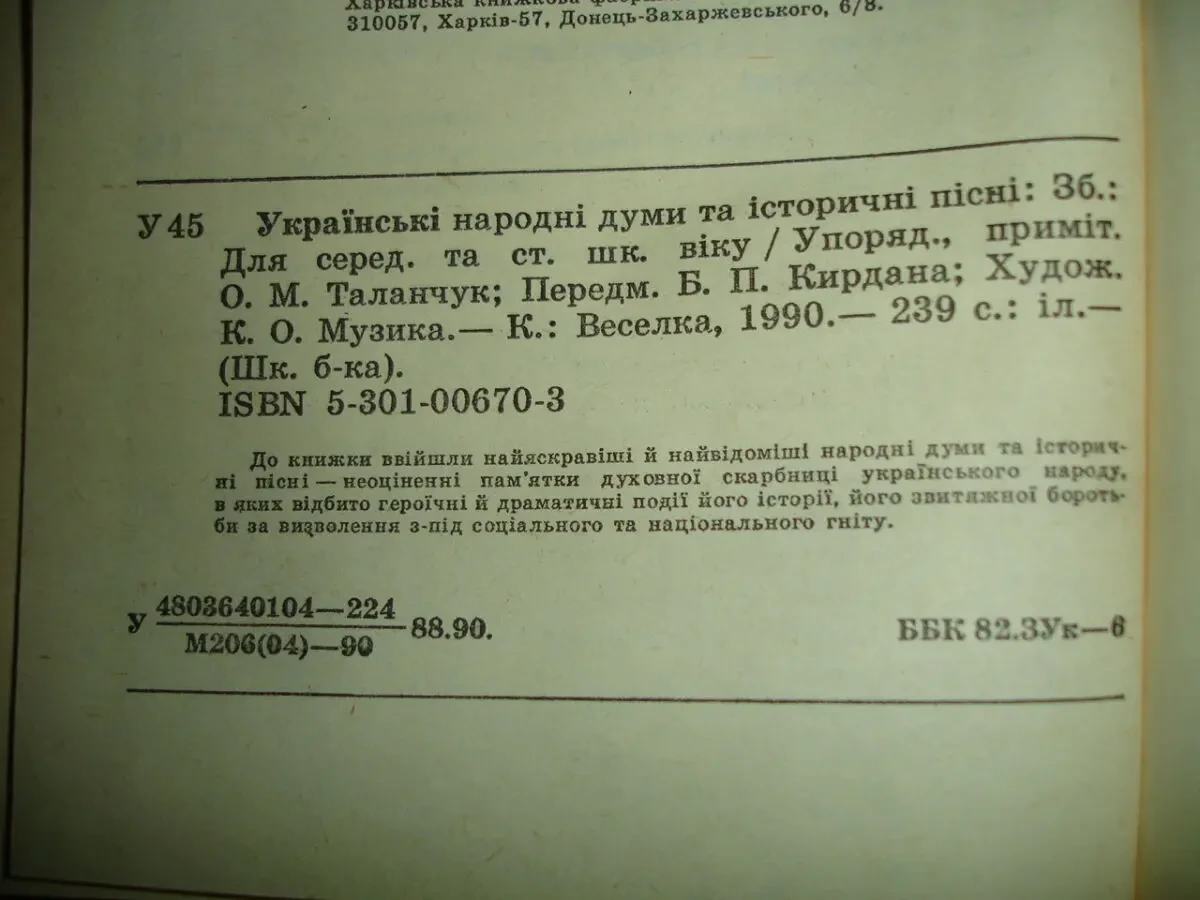 Харківська книжкова
310057, Харків-57, Донець-Захаржевського, 6/8.
У 45 Українські народні думи та історичні пісні: Зб.:
Для серед. та ст. шк. віку / Упоряд., приміт.
О. М. Таланчук; Передм. Б. П. Кирдана; Худож.
К. О. Музика.— К.: Веселка, 1990.— 239 с.: іл.—
(Шк. б-ка).
ISBN 5-301-00670-3
До книжки ввійшли найяскравіші й найвідоміші народні думи та історич-
ні пісні — неоціненні пам'ятки духовної скарбниці українського народу,
в яких відбито героїчні й драматичні події його історії, його звитяжної бороть-
би за визволення з-під соціального та національного гніту.
У 4803640104—224
М206(04)—90 88.90.
ББК 82.3Ук—6